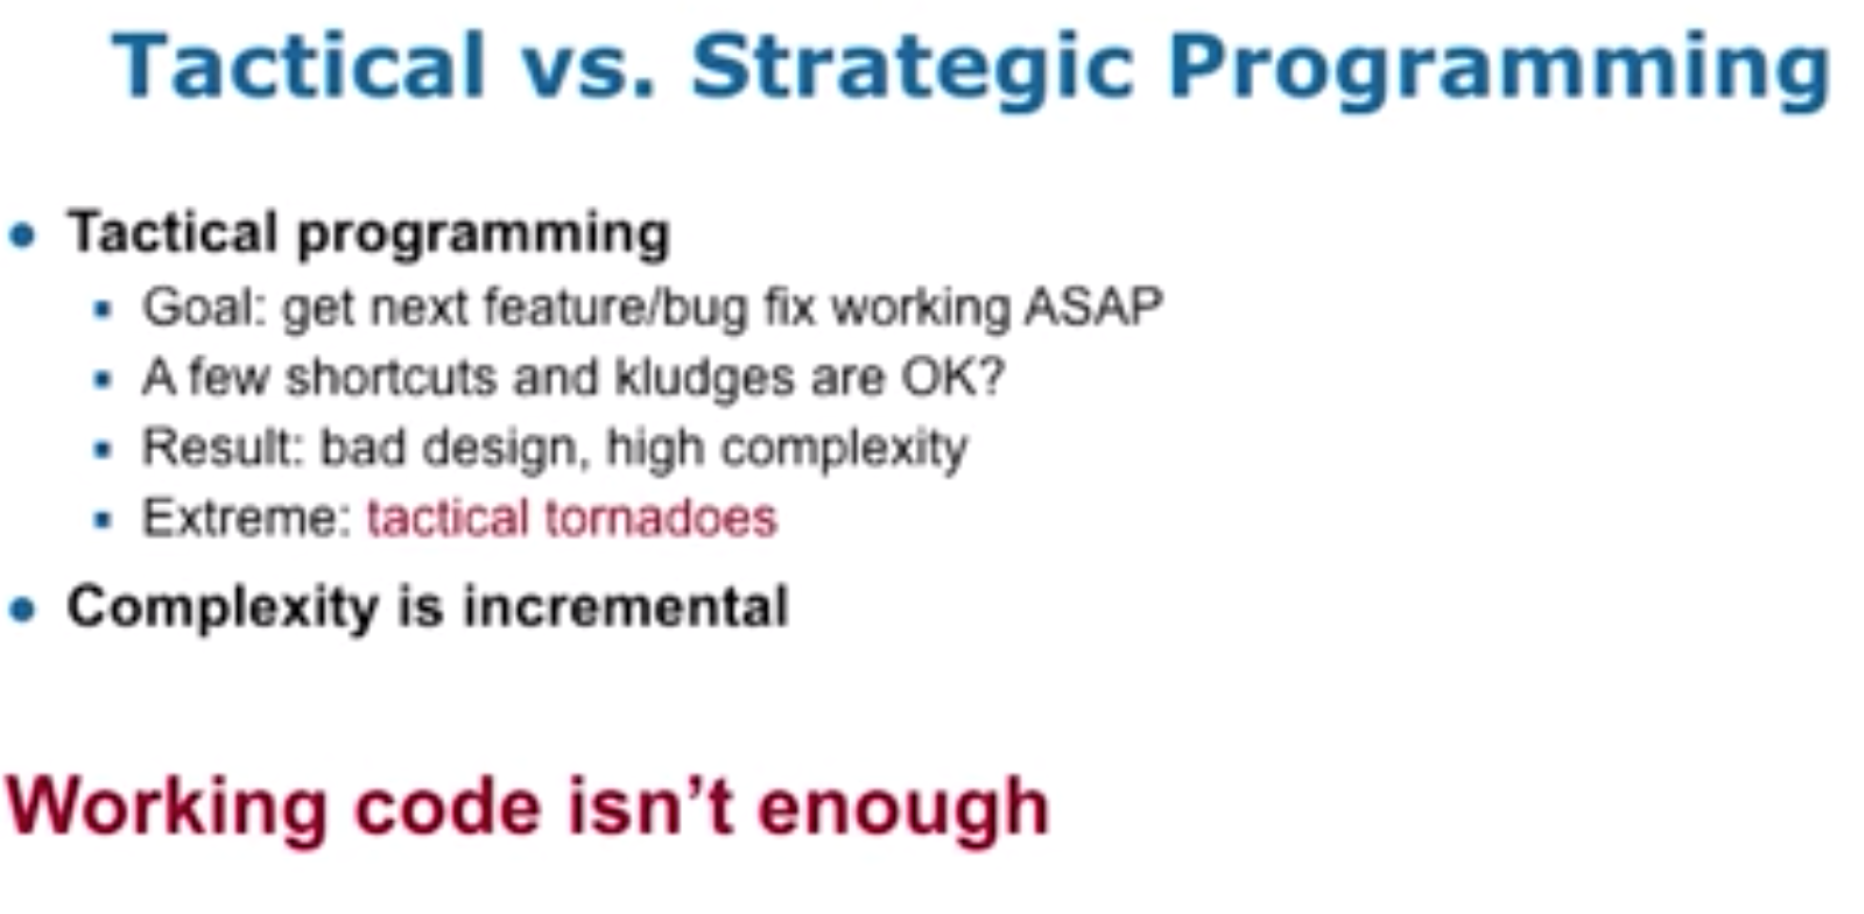 Tactical vs. Strategic Programming
• Tactical programming
▪ Goal: get next feature/bug fix working ASAP
▪ A few shortcuts and kludges are OK?
▪ Result: bad design, high complexity
▪ Extreme: tactical tornadoes
• Complexity is incremental
Working code isn’t enough